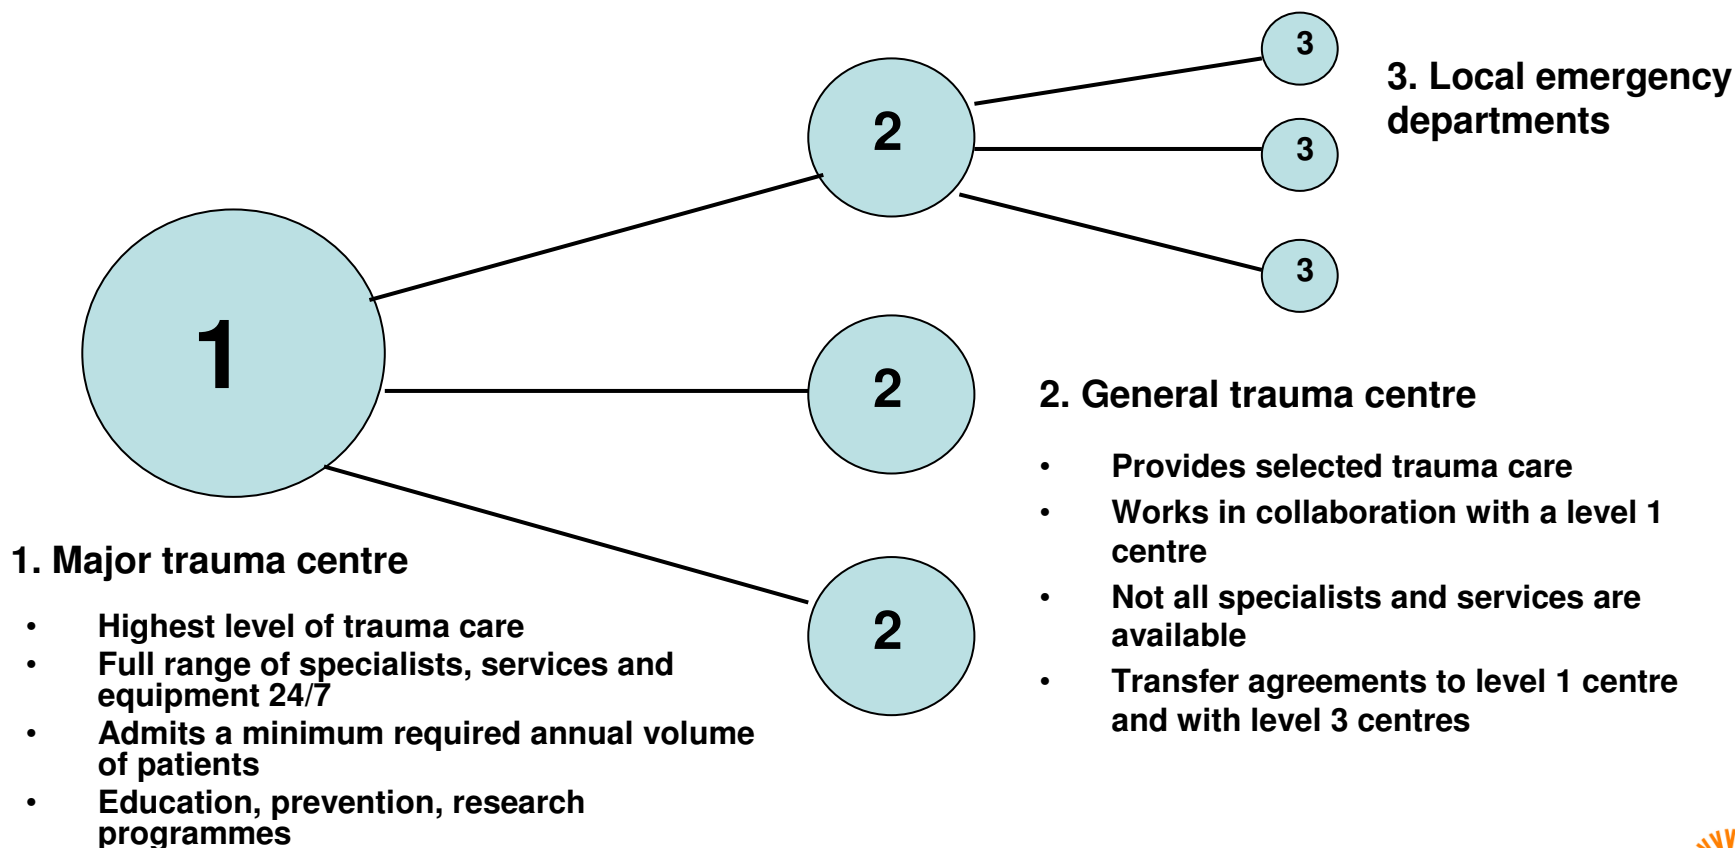 3
3. Local emergency
departments
2
3
3
1
2
2. General trauma centre
• Provides selected trauma care
• Works in collaboration with a level 1
centre
• Not all specialists and services are
available
• Transfer agreements to level 1 centre
and with level 3 centres
2
1. Major trauma centre
• Highest level of trauma care
• Full range of specialists, services and
equipment 24/7
• Admits a minimum required annual volume
of patients
• Education, prevention, research
programmes